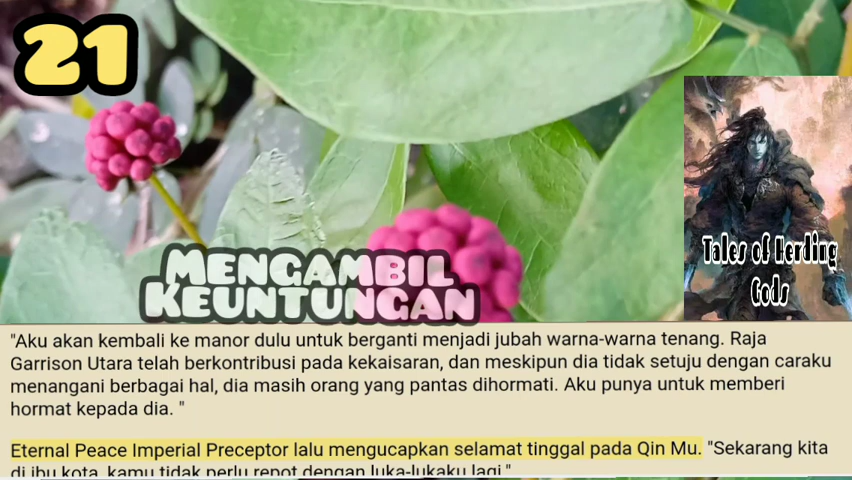 21
Tales of Herding
Gods
MENGAMBIL
KEUNTUNGAN
"Aku akan kembali ke manor dulu untuk berganti menjadi jubah warna-warna tenang. Raja
Garrison Utara telah berkontribusi pada kekaisaran, dan meskipun dia tidak setuju dengan caraku
menangani berbagai hal, dia masih orang yang pantas dihormati. Aku punya untuk memberi
hormat kepada dia. "
Eternal Peace Imperial Preceptor lalu mengucapkan selamat tinggal pada Qin Mu. "Sekarang kita
di ibu kota, kamu tidak perlu repot dengan luka-lukaku lagi."